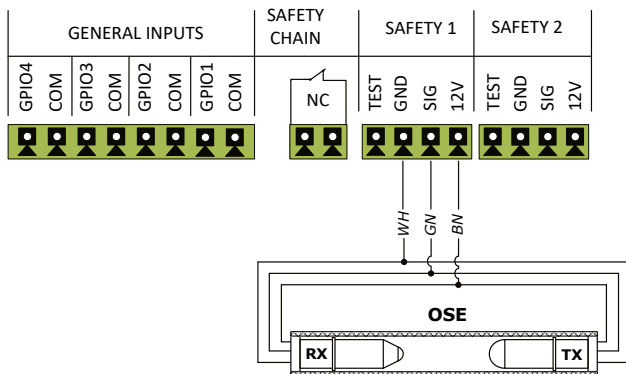 GENERAL INPUTS
SAFETY CHAIN
SAFETY 1
SAFETY 2
GPIO4 COM GPIO3 COM GPIO2 COM GPIO1 COM
NC
TEST GND SIG 12V
TEST GND SIG 12V
WH GN BN
OSE
RX TX